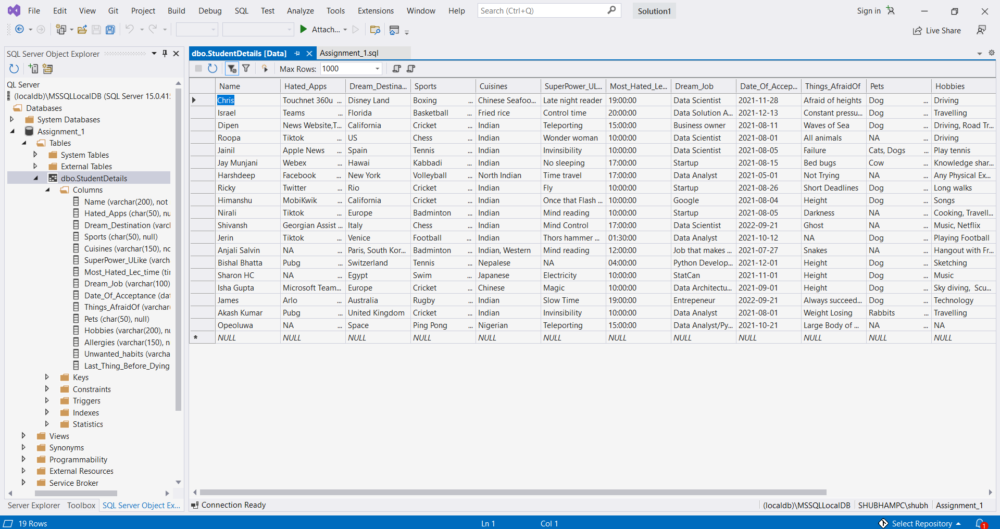 File Edit View Git Project Build Debug SQL Test Analyze Tools Extensions Window Help Search (Ctrl+Q) Solution1 Sign in
Attach... Live Share
SQL Server Object Explorer
dbo.StudentDetails [Data] Assignment_1.sql
Max Rows: 1000
QL Server
(localdb)\MSSQLLocalDB (SQL Server 15.0.41
Databases
System Databases
Assignment_1
Tables
System Tables
External Tables
dbo.StudentDetails
Columns
Name (varchar(200), not
Hated_Apps (char(50), nu
Dream_Destination (varcl
Sports (char(50), null)
Cuisines (varchar(150), nc
SuperPower_ULike (varch
Most_Hated_Lec_time (tir
Dream_Job (varchar(100)
Date_Of_Acceptance (dat
Things_AfraidOf (varchar
Pets (char(50), null)
Hobbies (varchar(200), nu
Allergies (varchar(150), n
Unwanted_habits (varcha
Last_Thing_Before_Dying
Keys
Constraints
Triggers
Indexes
Statistics
Views
Synonyms
Programmability
External Resources
Service Broker
Server Explorer Toolbox SQL Server Object Ex...
Name Hated_Apps Dream_Destina... Sports Cuisines SuperPower_UL... Most_Hated_Le... Dream_Job Date_Of_Accep... Things_AfraidOf Pets Hobbies
Chris Touchnet 360u ... Disney Land Boxing ... Chinese Seafoo... Late night reader 19:00:00 Data Scientist 2021-11-28 Afraid of heights Dog ... Driving
Israel Teams ... Florida Basketball ... Fried rice Control time 20:00:00 Data Solution A... 2021-12-13 Constant pressu... Dog ... Travelling
Dipen News Website,T... California Cricket ... Indian Teleporting 15:00:00 Business owner 2021-08-11 Waves of Sea Dog ... Driving, Road Tr...
Roopa Tiktok ... US Chess ... Indian Wonder woman 10:00:00 Data Scientist 2021-08-01 All animals NA ... Driving
Jainil Apple News ... Spain Tennis ... Indian Invinsibility 10:00:00 Data Scientist 2021-08-05 Failure Cats, Dogs ... Play tennis
Jay Munjani Webex ... Hawai Kabbadi ... Indian No sleeping 17:00:00 Startup 2021-08-15 Bed bugs Cow ... Knowledge shar...
Harshdeep Facebook ... New York Volleyball ... North Indian Time travel 17:00:00 Data Analyst 2021-05-01 Not Trying NA ... Any Physical Ex...
Ricky Twitter ... Rio Cricket ... Indian Fly 10:00:00 Startup 2021-08-26 Short Deadlines Dog ... Long walks
Himanshu MobiKwik ... California Cricket ... Indian Once that Flash ... 10:00:00 Google 2021-08-04 Height Dog ... Songs
Nirali Tiktok ... Europe Badminton ... Indian Mind reading 10:00:00 Startup 2021-08-05 Darkness NA ... Cooking, Travell...
Shivansh Georgian Assist ... Italy Chess ... Indian Mind Control 17:00:00 Data Scientist 2022-09-21 Ghost NA ... Music, Netflix
Jerin Tiktok ... Venice Football ... Indian Thors hammer ... 01:30:00 Data Analyst 2021-10-12 NA Dog ... Playing Football
Anjali Salvin NA ... Paris, South Kor... Badminton ... Indian, Western Mind reading 12:00:00 Job that makes ... 2021-07-27 Snakes NA ... Hangout with Fr...
Bishal Bhatta Pubg ... Switzerland Tennis ... Nepalese NA 04:00:00 Python Develop... 2021-12-01 Height Dog ... Sketching
Sharon HC NA ... Egypt Swim ... Japanese Electricity 10:00:00 StatCan 2021-11-01 Height Dog ... Music
Isha Gupta Microsoft Team... Europe Cricket ... Chinese Magic 10:00:00 Data Architectu... 2021-09-01 Height Dog ... Sky diving, Scu...
James Arlo ... Australia Rugby ... Indian Slow Time 19:00:00 Entrepeneur 2022-09-21 Always succeed... Dog ... Technology
Akash Kumar Pubg ... United Kingdom Cricket ... Indian Invinsibility 10:00:00 Data Analyst 2021-08-01 Weight Losing Rabbits ... Travelling
Opeoluwa NA ... Space Ping Pong ... Nigerian Teleporting 15:00:00 Data Analyst/Py... 2021-10-21 Large Body of ... NA ... NA
NULL NULL NULL NULL NULL NULL NULL NULL NULL NULL NULL NULL
Connection Ready (localdb)\MSSQLLocalDB SHUBHAMPC\shubh Assignment_1
19 Rows Ln 1 Col 1 Select Repository 1